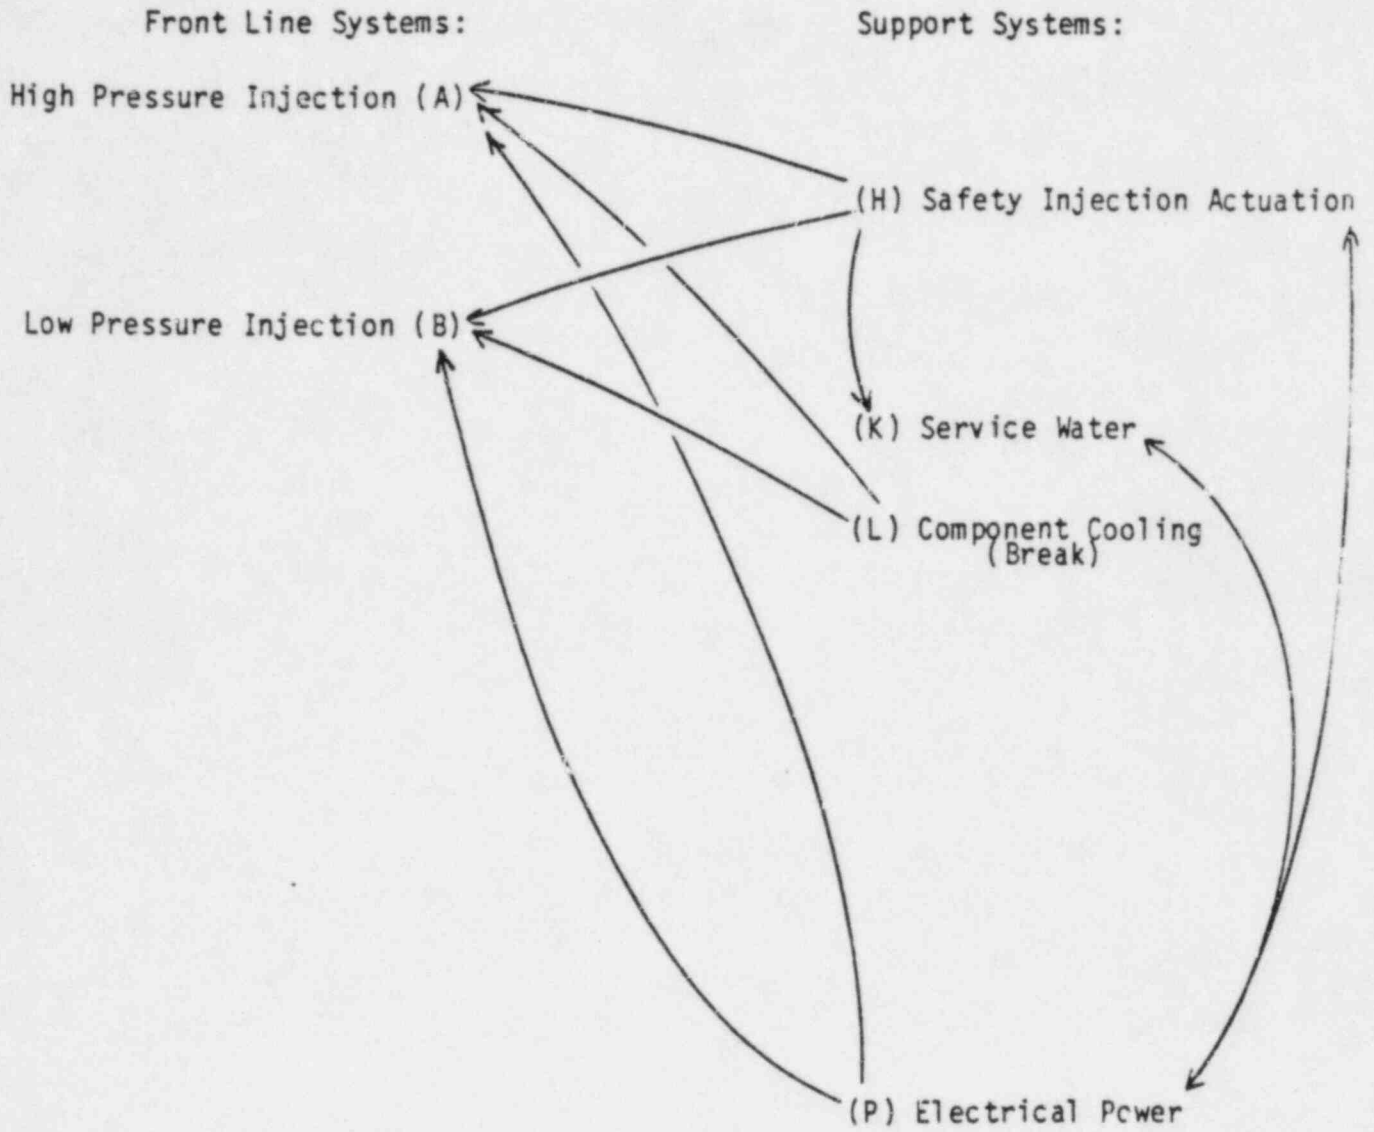 Front Line Systems:
Support Systems:
High Pressure Injection (A)
(H) Safety Injection Actuation
Low Pressure Injection (B)
(K) Service Water
(L) Component Cooling
(Break)
(P) Electrical Power